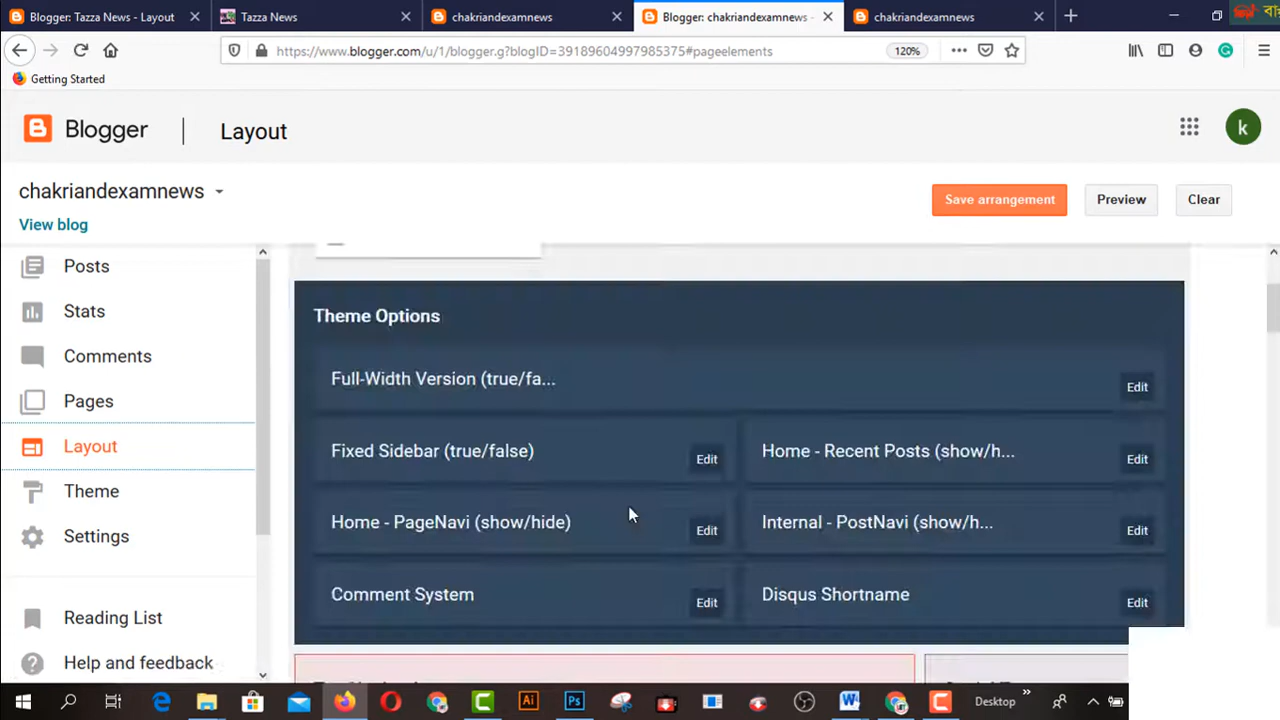 Blogger: Tazza News - Layout
Tazza News
chakriandexamnews
Blogger: chakriandexamnews -
chakriandexamnews
https://www.blogger.com/u/1/blogger.g?blogID=39189604997985375#pageelements
120%
Getting Started
Blogger
Layout
k
chakriandexamnews
View blog
Save arrangement
Preview
Clear
Posts
Stats
Comments
Pages
Layout
Theme
Settings
Reading List
Help and feedback
Theme Options
Full-Width Version (true/fa...
Edit
Fixed Sidebar (true/false)
Edit
Home - Recent Posts (show/h...
Edit
Home - PageNavi (show/hide)
Edit
Internal - PostNavi (show/h...
Edit
Comment System
Edit
Disqus Shortname
Edit
Desktop